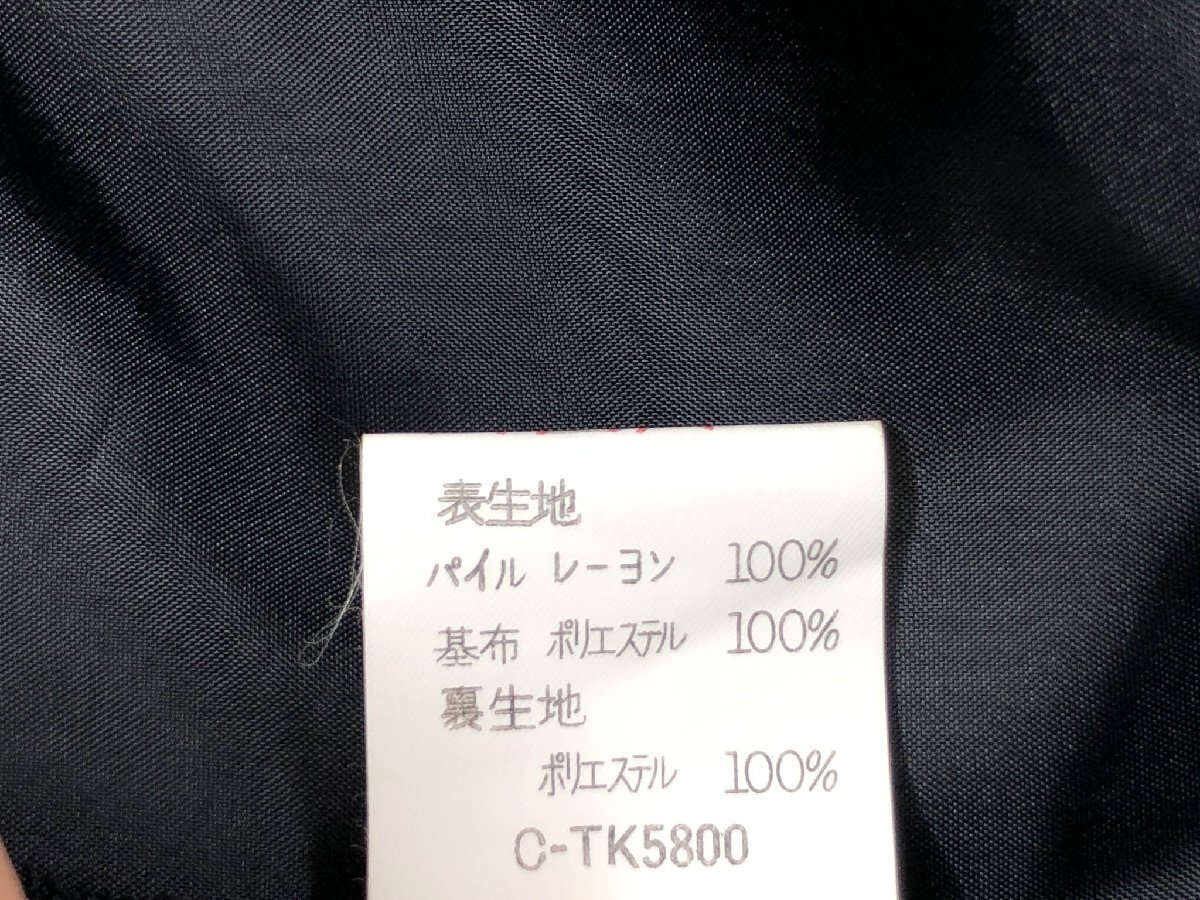 表生地
パイル レーヨン 100%
基布 ポリエステル 100%
裏生地
ポリエステル 100%
C-TK5800